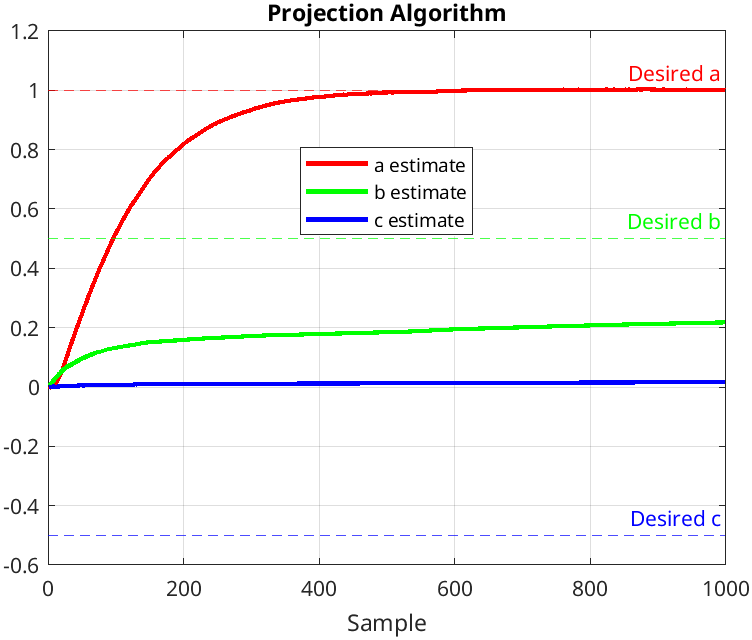 Projection Algorithm
1.2
1
0.8
0.6
0.4
0.2
0
-0.2
-0.4
-0.6
Desired a
a estimate
b estimate
c estimate
Desired b
Desired c
0 200 400 600 800 1000
Sample